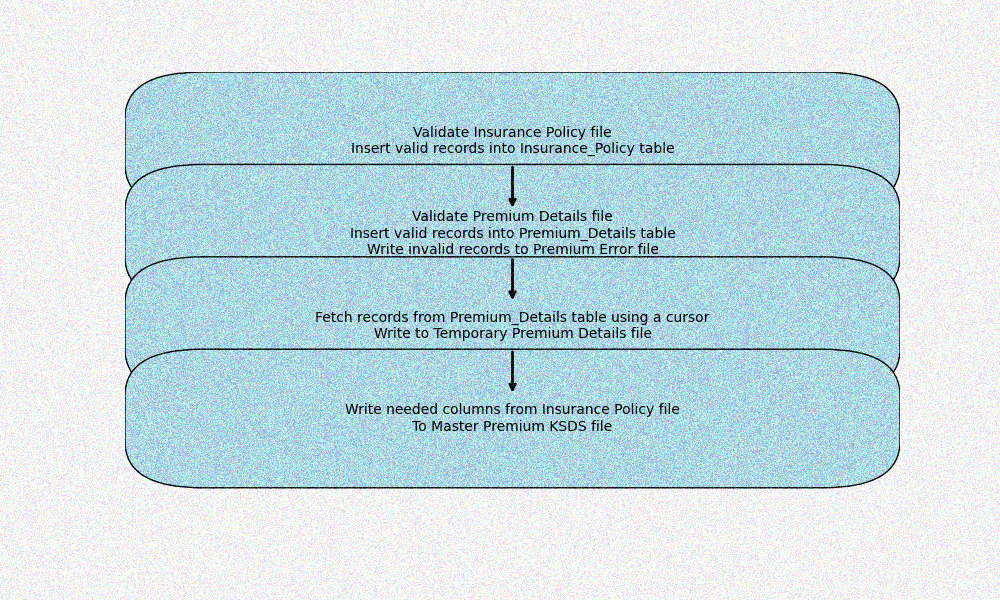 Validate Insurance Policy file
Insert valid records into Insurance_Policy table
Validate Premium Details file
Insert valid records into Premium_Details table
Write invalid records to Premium Error file
Fetch records from Premium_Details table using a cursor
Write to Temporary Premium Details file
Write needed columns from Insurance Policy file
To Master Premium KSDS file